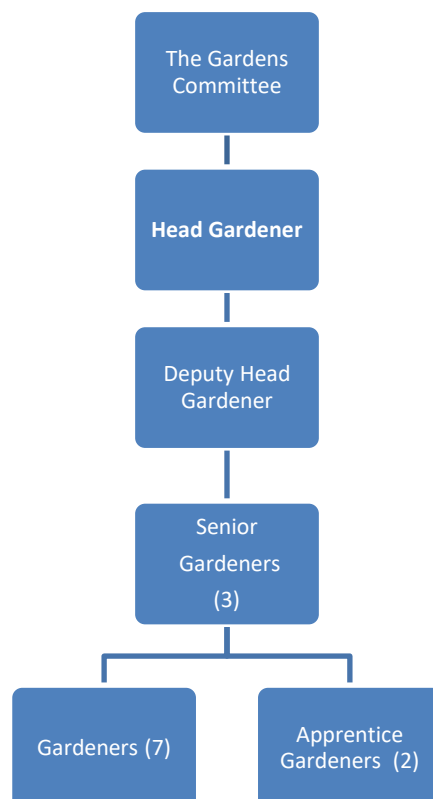 The Gardens
Committee
Head Gardener
Deputy Head
Gardener
Senior
Gardeners
(3)
Gardeners (7)
Apprentice
Gardeners (2)